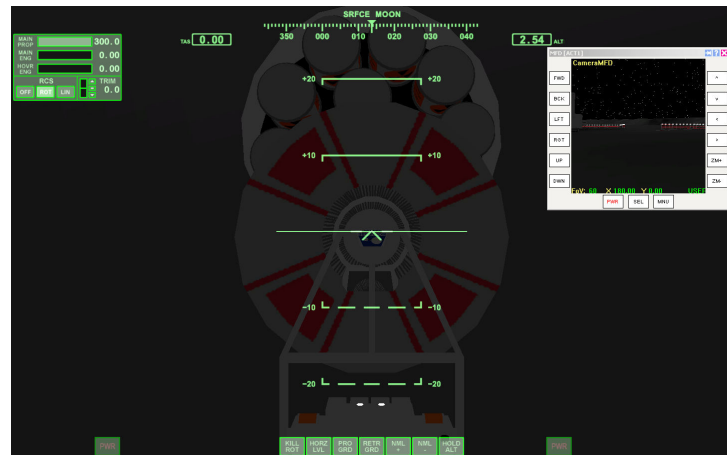 SRFCE MOON
350 000 010 020 030 040
TAS 0.00
2.54 ALT
MAIN PROP 300.0
MAIN ENG 0.00
HOVR ENG 0.00
RCS TRIM
OFF ROT LIN 0.0
+20 +20
+10 +10
-10 -10
-20 -20
MFD [ACT1]
CameraMFD
FWD ^
BCK v
LFT <
RGT >
UP ZM+
DWN ZM-
FoV: 60 X 180.00 Y 0.00 USER
PWR SEL MNU
PWR
KILL ROT
HORZ LVL
PRO GRD
RETR GRD
NML +
NML -
HOLD ALT
PWR